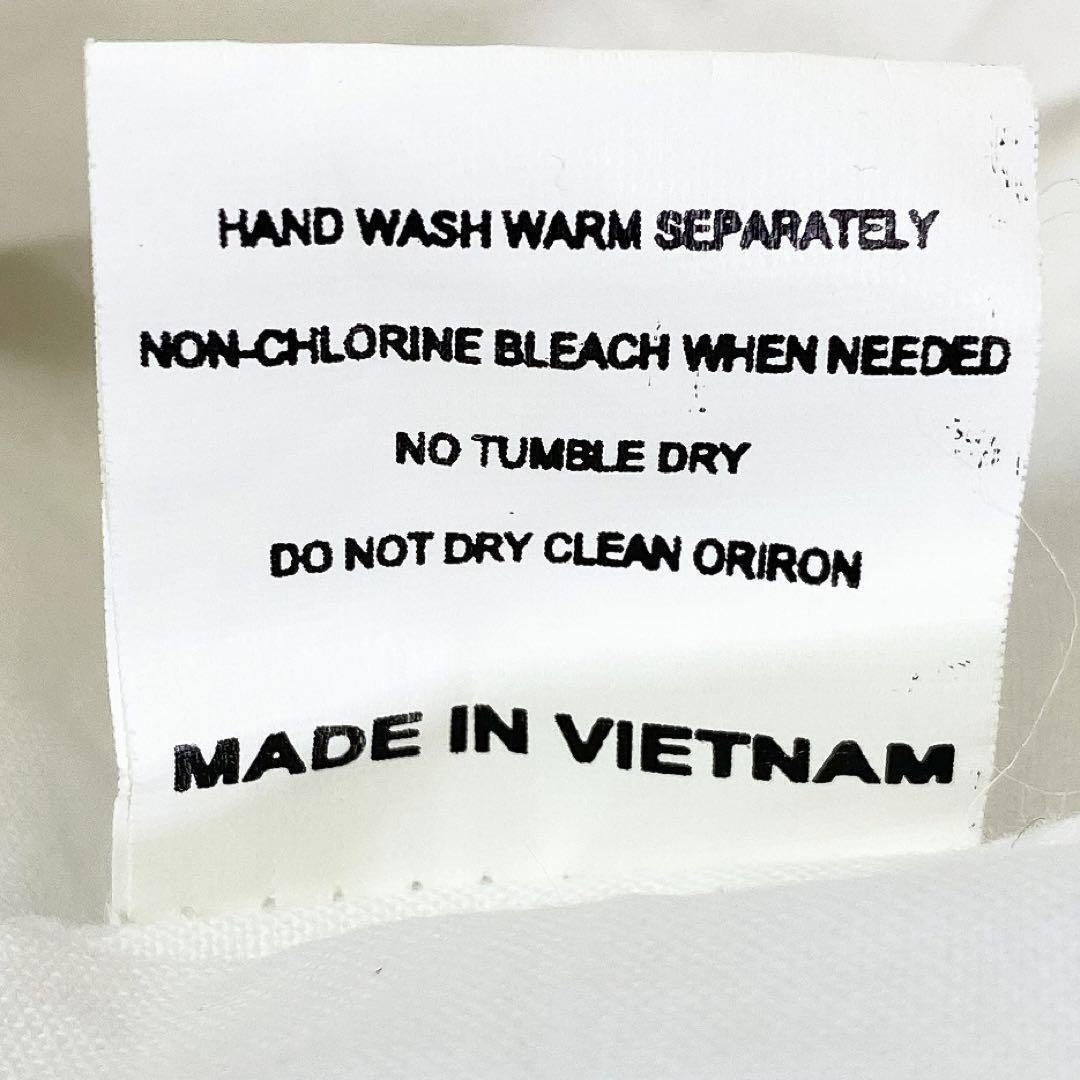 HAND WASH WARM SEPARATELY
NON-CHLORINE BLEACH WHEN NEEDED
NO TUMBLE DRY
DO NOT DRY CLEAN ORIRON
MADE IN VIETNAM